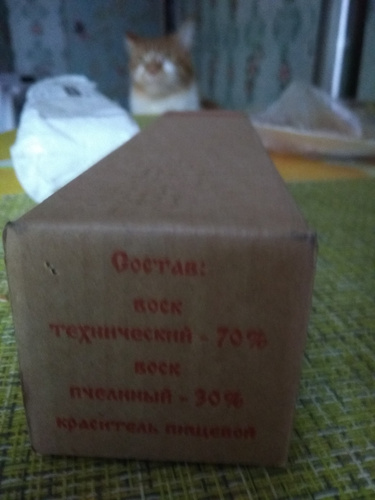 Состав:
воск
технический - 70%
воск
пчелиный - 30%
краситель пищевой